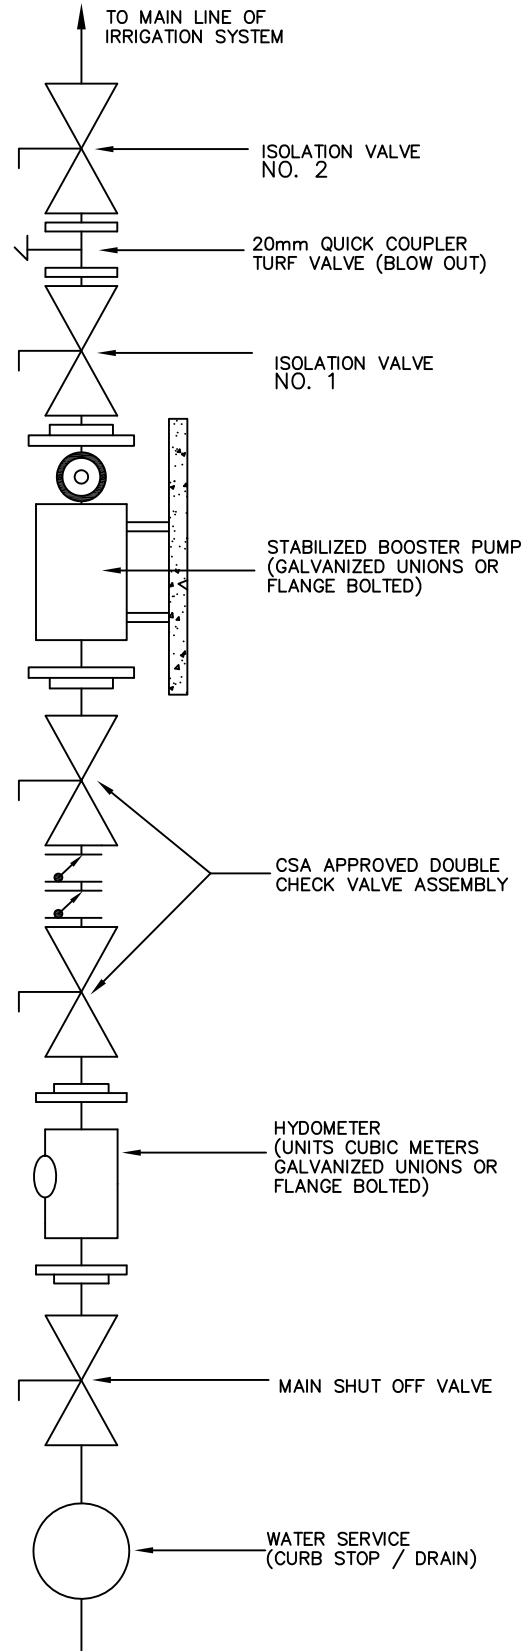 TO MAIN LINE OF
IRRIGATION SYSTEM
ISOLATION VALVE
NO. 2
20mm QUICK COUPLER
TURF VALVE (BLOW OUT)
ISOLATION VALVE
NO. 1
STABILIZED BOOSTER PUMP
(GALVANIZED UNIONS OR
FLANGE BOLTED)
CSA APPROVED DOUBLE
CHECK VALVE ASSEMBLY
HYDOMETER
(UNITS CUBIC METERS
GALVANIZED UNIONS OR
FLANGE BOLTED)
MAIN SHUT OFF VALVE
WATER SERVICE
(CURB STOP / DRAIN)